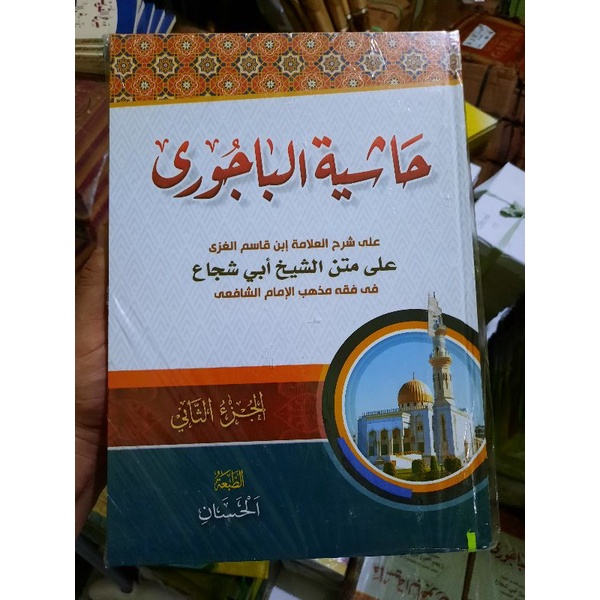 حاشية الباجورى
على شرح العلامة إبن قاسم الغزى
على متن الشيخ أبي شجاع
فى فقه مذهب الإمام الشافعى
الجزء الثاني
الطبعة
الحسان